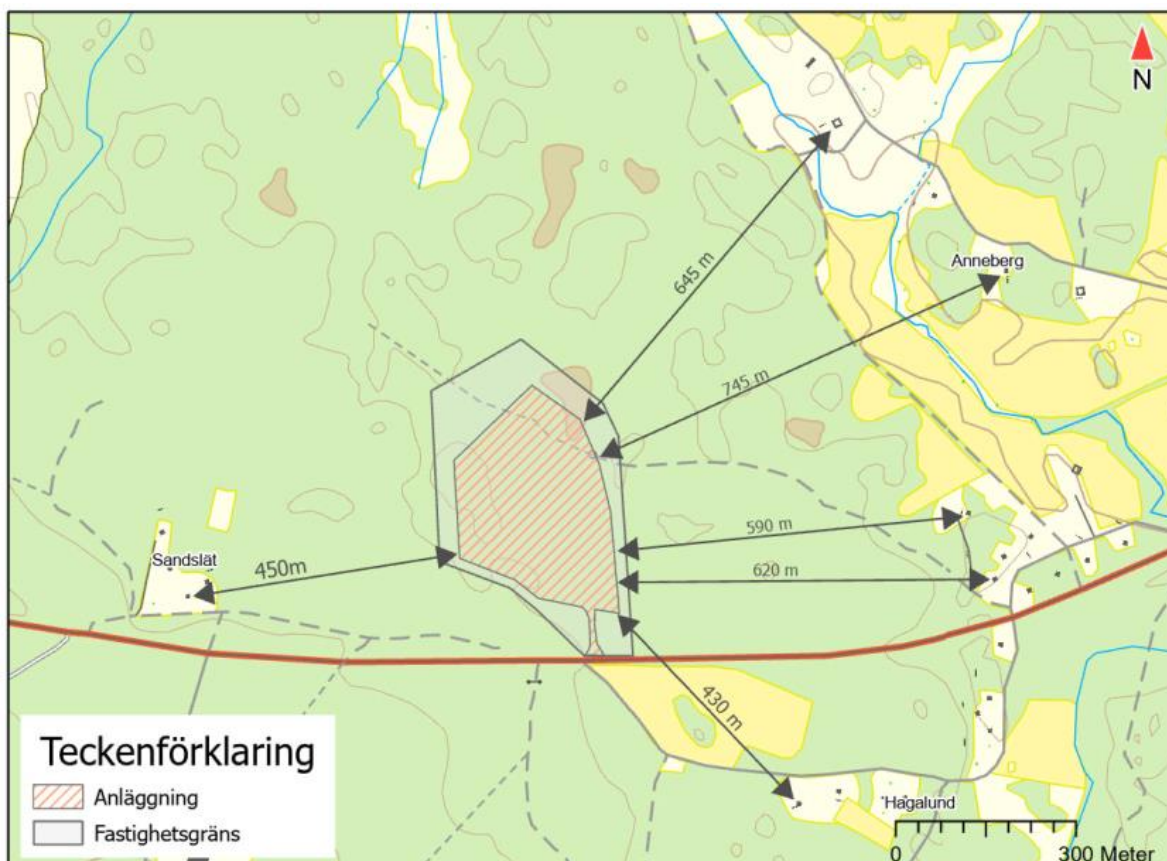 N
645 m
Anneberg
745 m
590 m
Sandslät
450m
620 m
430 m
Teckenförklaring
Anläggning
Fastighetsgräns
Hagalund
0 300 Meter